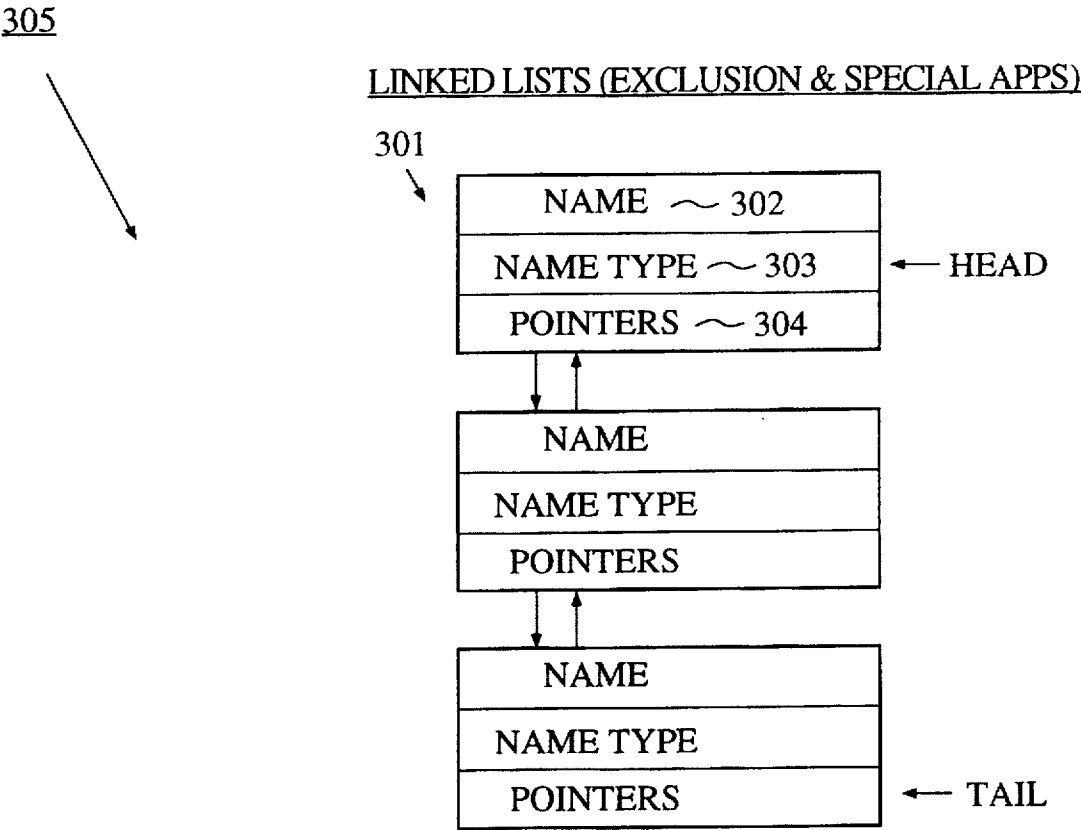 305
LINKED LISTS (EXCLUSION & SPECIAL APPS)
301
NAME 302
NAME TYPE 303
HEAD
POINTERS 304
NAME
NAME TYPE
POINTERS
NAME
NAME TYPE
POINTERS
TAIL